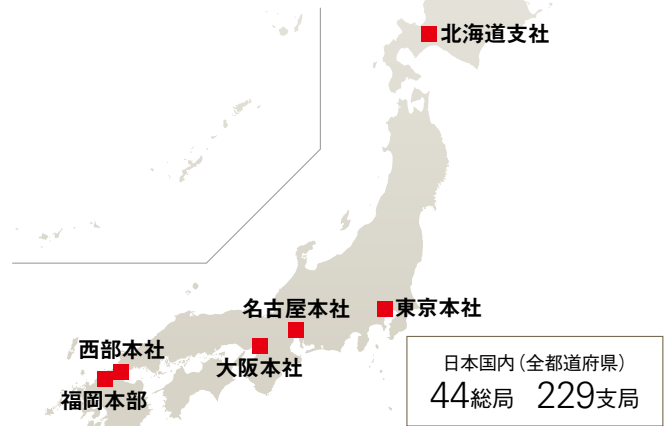 北海道支社
名古屋本社
東京本社
西部本社
大阪本社
福岡本部
日本国内（全都道府県）
44総局 229支局